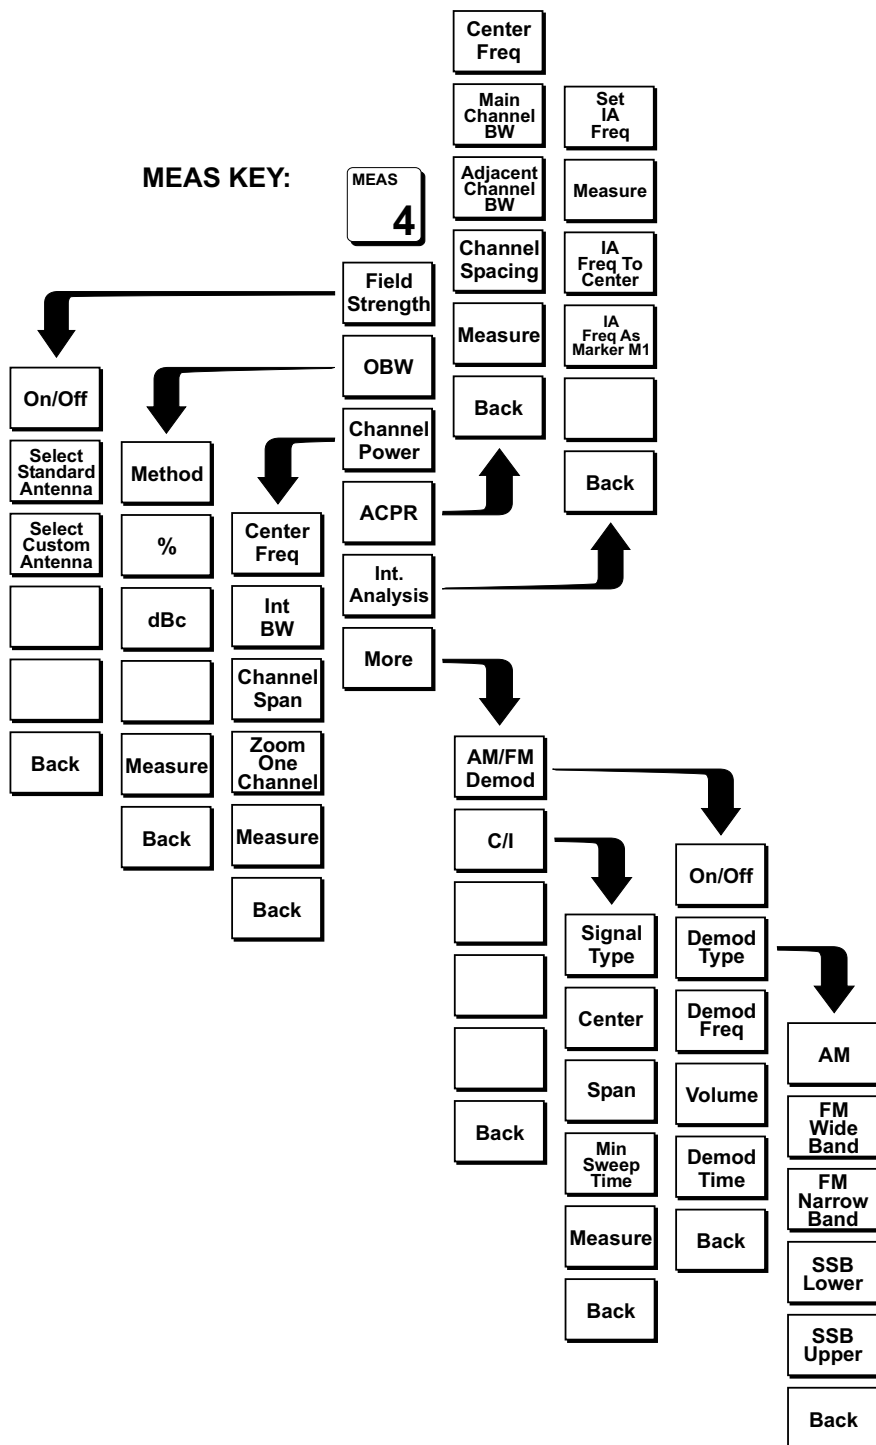 MEAS KEY:
MEAS
4
Field
Strength
OBW
Channel
Power
ACPR
Int.
Analysis
More
On/Off
Select
Standard
Antenna
Select
Custom
Antenna
Back
Method
%
dBc
Measure
Back
Center
Freq
Int
BW
Channel
Span
Zoom
One
Channel
Measure
Back
Center
Freq
Main
Channel
BW
Adjacent
Channel
BW
Channel
Spacing
Measure
Back
Set
IA
Freq
Measure
IA
Freq To
Center
IA
Freq As
Marker M1
Back
AM/FM
Demod
C/I
Back
Signal
Type
Center
Span
Min
Sweep
Time
Measure
Back
On/Off
Demod
Type
Demod
Freq
Volume
Demod
Time
Back
AM
FM
Wide
Band
FM
Narrow
Band
SSB
Lower
SSB
Upper
Back